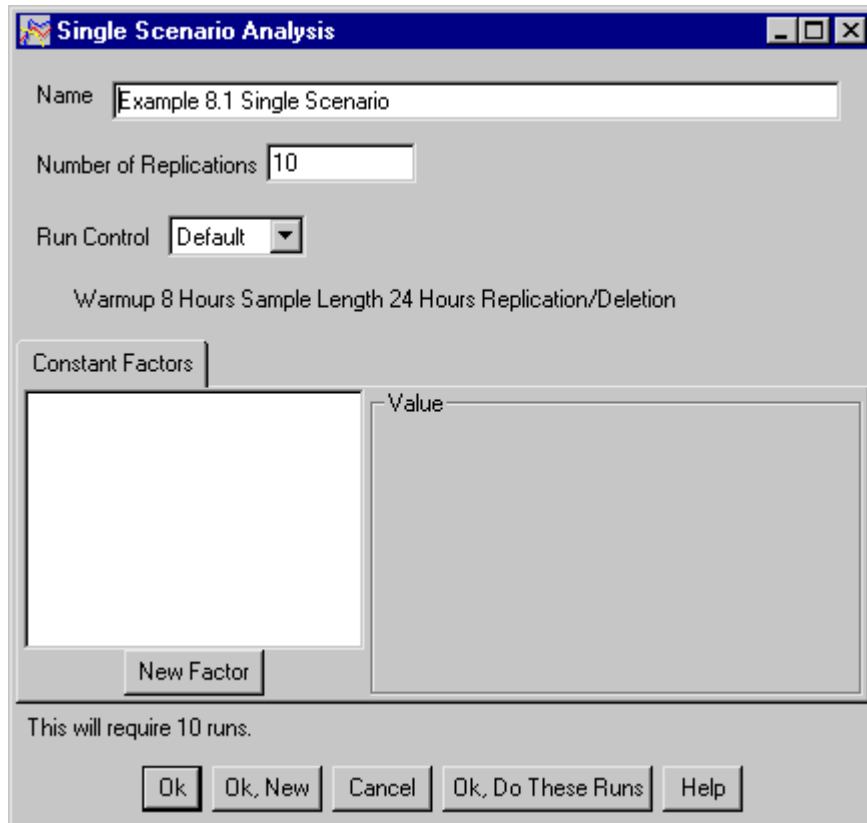 Single Scenario Analysis
Name Example 8.1 Single Scenario
Number of Replications 10
Run Control Default
Warmup 8 Hours Sample Length 24 Hours Replication/Deletion
Constant Factors
Value
New Factor
This will require 10 runs.
Ok Ok, New Cancel Ok, Do These Runs Help